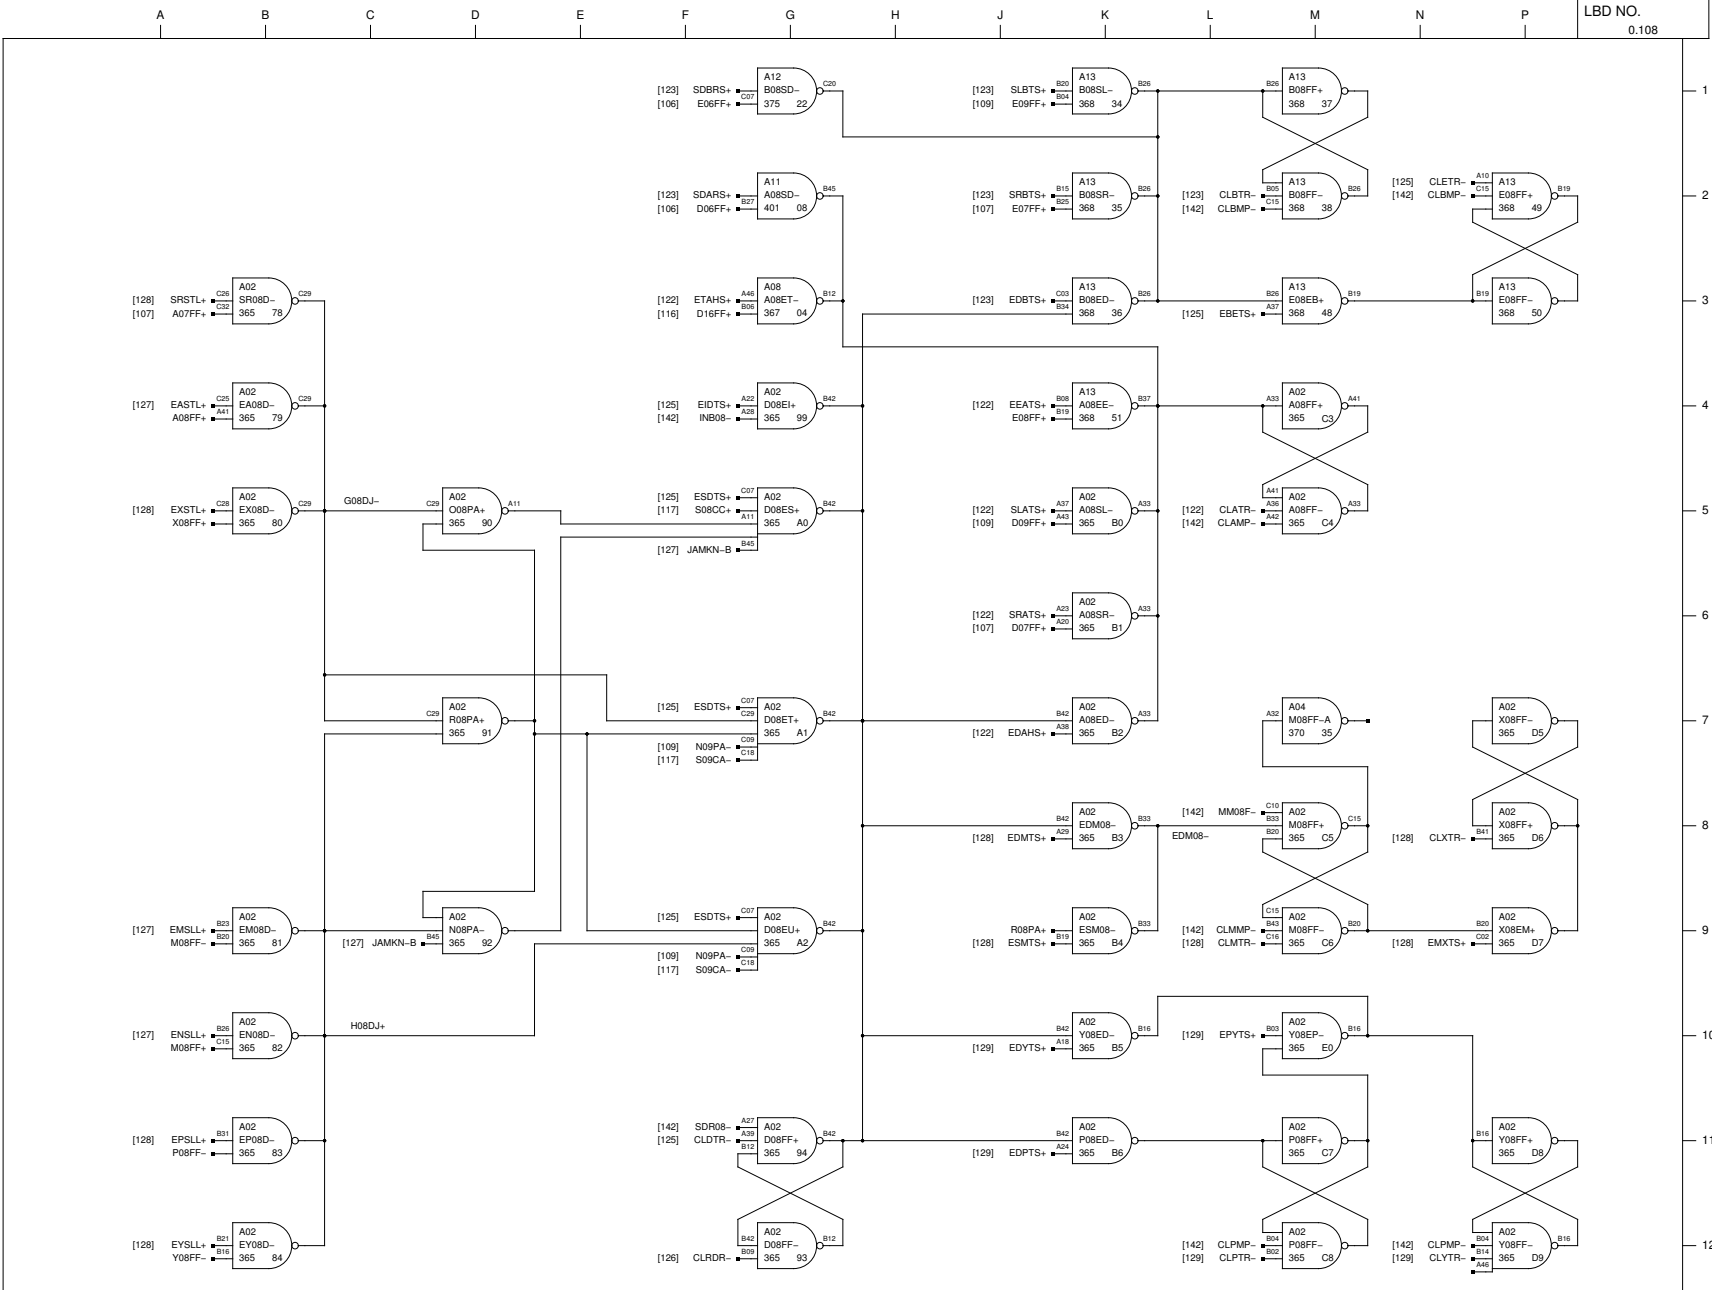 A B C D E F G H J K L M N P
LBD NO.
0.108
1
2
3
4
5
6
7
8
9
10
11
12
[123] SDBRS+
[106] E06FF+ C07
A12
B08SD−
375 22
C20
[123] SLBTS+ B20
[109] E09FF+ B04
A13
B08SL−
368 34
B26
B26
A13
B08FF+
368 37
[123] SDARS+
[106] D06FF+ B27
A11
A08SD−
401 08
B45
[123] SRBTS+ B15
[107] E07FF+ B25
A13
B08SR−
368 35
B26
[123] CLBTR− B05
[142] CLBMP− C15
A13
B08FF−
368 38
B26
[125] CLETR− A10
[142] CLBMP− C15
A13
E08FF+
368 49
B19
[128] SRSTL+ C26
[107] A07FF+ C32
A02
SR08D−
365 78
C29
[122] ETAHS+ A46
[116] D16FF+ B06
A08
A08ET−
367 04
B12
[123] EDBTS+ C03
B34
A13
B08ED−
368 36
B26
B26
[125] EBETS+ A37
A13
E08EB+
368 48
B19
B19
A13
E08FF−
368 50
[127] EASTL+ C25
A08FF+ A41
A02
EA08D−
365 79
C29
[125] EIDTS+ A22
[142] INB08− A28
A02
D08EI+
365 99
B42
[122] EEATS+ B08
E08FF+ B19
A13
A08EE−
368 51
B37
A33
A02
A08FF+
365 C3
A41
[128] EXSTL+ C28
X08FF+
A02
EX08D−
365 80
C29
G08DJ−
C29
A02
O08PA+
365 90
A11
[125] ESDTS+ C07
[117] S08CC+
A11
[127] JAMKN−B B45
A02
D08ES+
365 A0
B42
[122] SLATS+ A37
[109] D09FF+ A43
A02
A08SL−
365 B0
A33
A41
[122] CLATR− A36
[142] CLAMP− A42
A02
A08FF−
365 C4
A33
[122] SRATS+ A23
[107] D07FF+ A20
A02
A08SR−
365 B1
A33
C29
A02
R08PA+
365 91
[125] ESDTS+ C07
C29
[109] N09PA− C09
[117] S09CA− C18
A02
D08ET+
365 A1
B42
B42
[122] EDAHS+ A38
A02
A08ED−
365 B2
A33
A32
A04
M08FF−A
370 35
A02
X08FF−
365 D5
B42
[128] EDMTS+ A29
A02
EDM08−
365 B3
B33
EDM08−
[142] MM08F− C10
B33
B20
A02
M08FF+
365 C5
C15
[128] CLXTR− B41
A02
X08FF+
365 D6
[127] EMSLL+ B23
M08FF− B20
A02
EM08D−
365 81
[127] JAMKN−B B45
A02
N08PA−
365 92
[125] ESDTS+ C07
[109] N09PA− C09
[117] S09CA− C18
A02
D08EU+
365 A2
B42
R08PA+
[128] ESMTS+ B19
A02
ESM08−
365 B4
B33
C15
[142] CLMMP− B43
[128] CLMTR− C16
A02
M08FF−
365 C6
B20
B20
[128] EMXTS+ C02
A02
X08EM+
365 D7
[127] ENSLL+ B26
M08FF+ C15
A02
EN08D−
365 82
H08DJ+
B42
[129] EDYTS+ A18
A02
Y08ED−
365 B5
B16
[129] EPYTS+ B03
A02
Y08EP−
365 E0
B16
[128] EPSLL+ B31
P08FF−
A02
EP08D−
365 83
[142] SDR08− A27
[125] CLDTR− A39
B12
A02
D08FF+
365 94
B42
B42
[129] EDPTS+ A24
A02
P08ED−
365 B6
A02
P08FF+
365 C7
B16
A02
Y08FF+
365 D8
[128] EYSLL+ B21
Y08FF− B16
A02
EY08D−
365 84
B42
[126] CLRDR− B09
A02
D08FF−
365 93
B12
[142] CLPMP− B04
[129] CLPTR− B02
A02
P08FF−
365 C8
[142] CLPMP− B04
[129] CLYTR− B14
A46
A02
Y08FF−
365 D9
B16